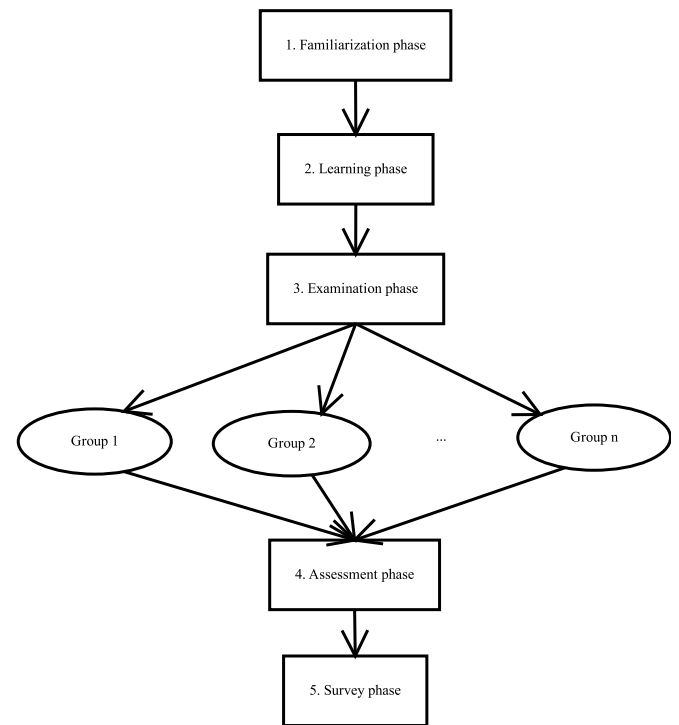 1. Familiarization phase
2. Learning phase
3. Examination phase
Group 1
Group 2
...
Group n
4. Assessment phase
5. Survey phase